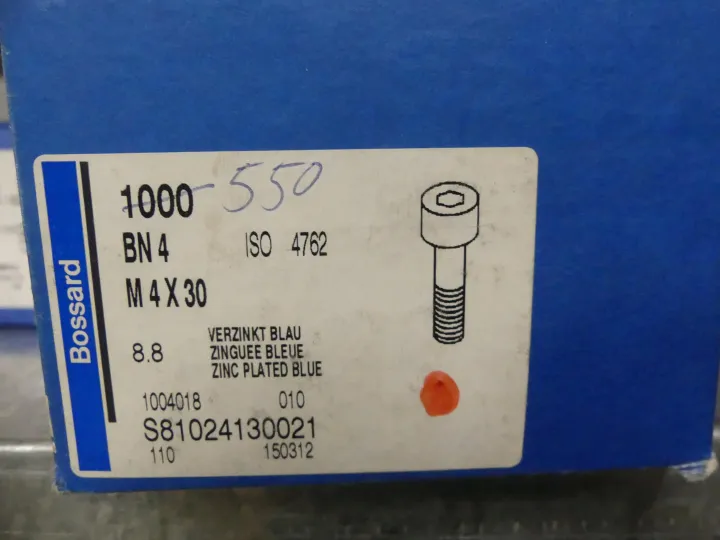 Bossard
1000 550
BN 4 ISO 4762
M 4 X 30
VERZINKT BLAU
8.8 ZINGUEE BLEUE
ZINC PLATED BLUE
1004018 010
S81024130021
110 150312